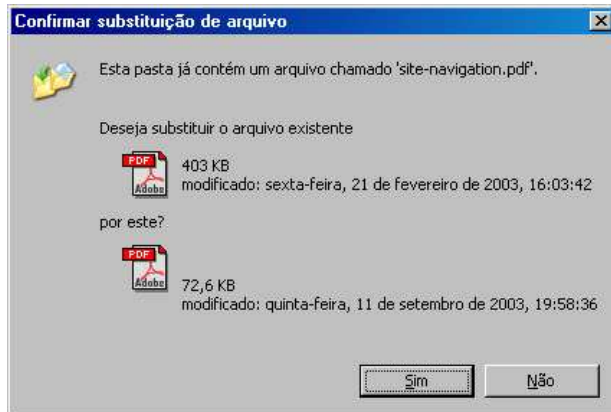 Confirmar substituição de arquivo
Esta pasta já contém um arquivo chamado 'site-navigation.pdf'.
Deseja substituir o arquivo existente
PDF
Adobe
403 KB
modificado: sexta-feira, 21 de fevereiro de 2003, 16:03:42
por este?
PDF
Adobe
72,6 KB
modificado: quinta-feira, 11 de setembro de 2003, 19:58:36
Sim
Não